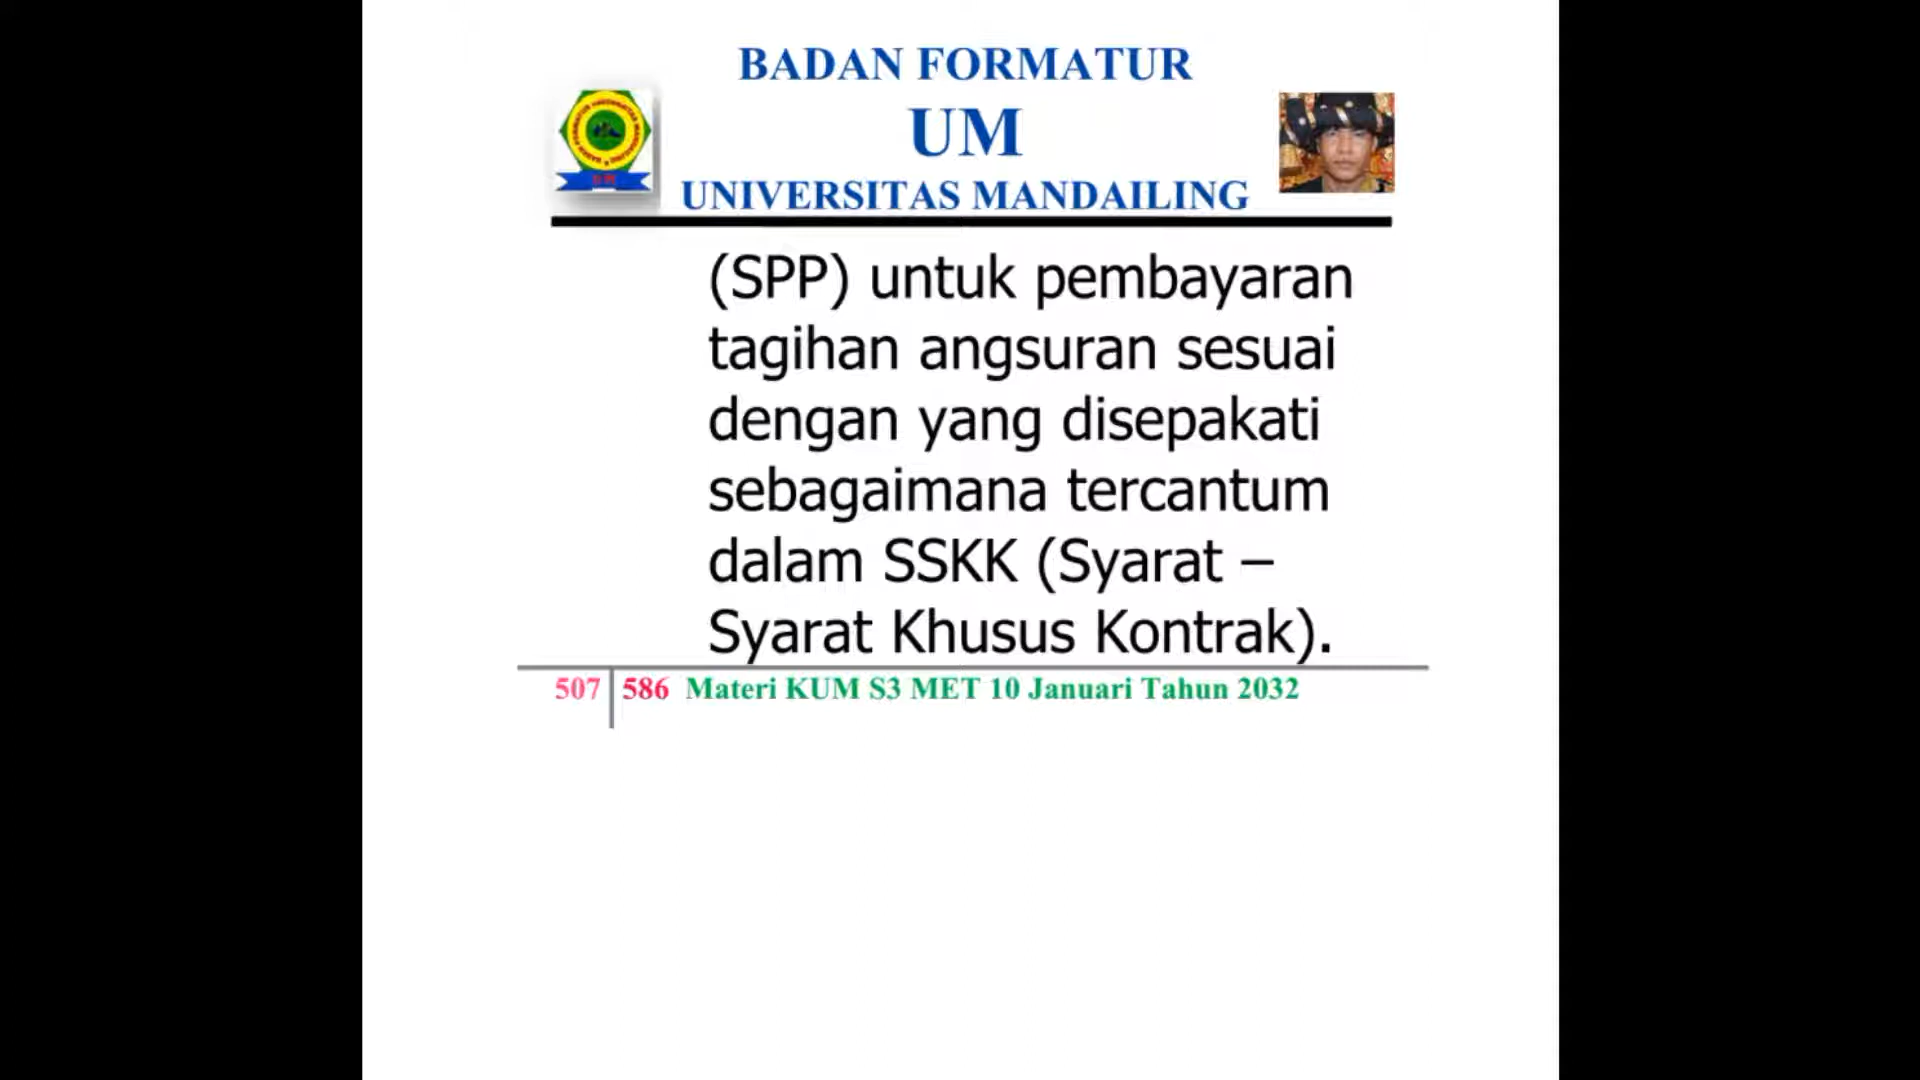 BADAN FORMATUR
UM
UNIVERSITAS MANDAILING
(SPP) untuk pembayaran
tagihan angsuran sesuai
dengan yang disepakati
sebagaimana tercantum
dalam SSKK (Syarat –
Syarat Khusus Kontrak).
507 586 Materi KUM S3 MET 10 Januari Tahun 2032